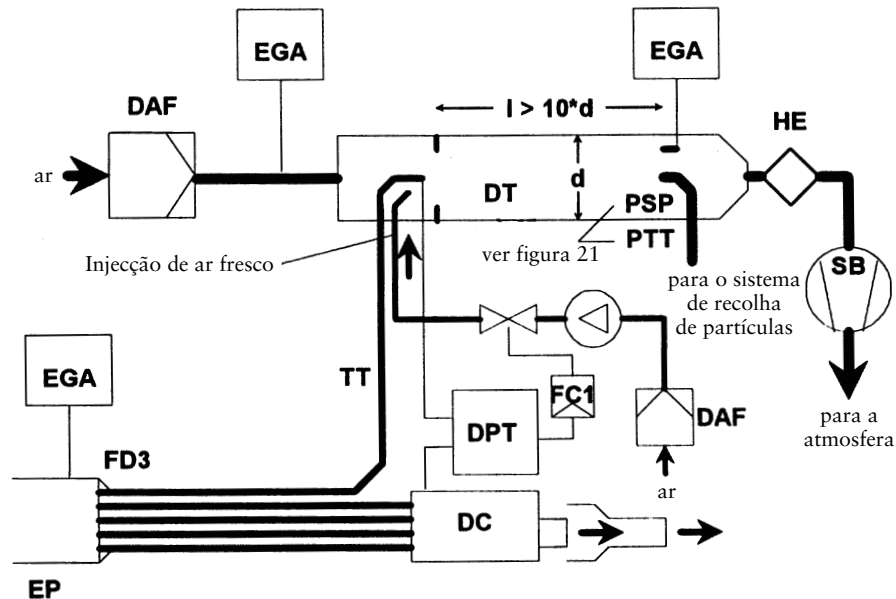 EGA
EGA
DAF
l > 10*d
HE
ar
d
DT
PSP
PTT
SB
Injecção de ar fresco
ver figura 21
para o sistema
de recolha
de partículas
EGA
TT
FC1
DPT
DAF
para a
atmosfera
FD3
ar
DC
EP